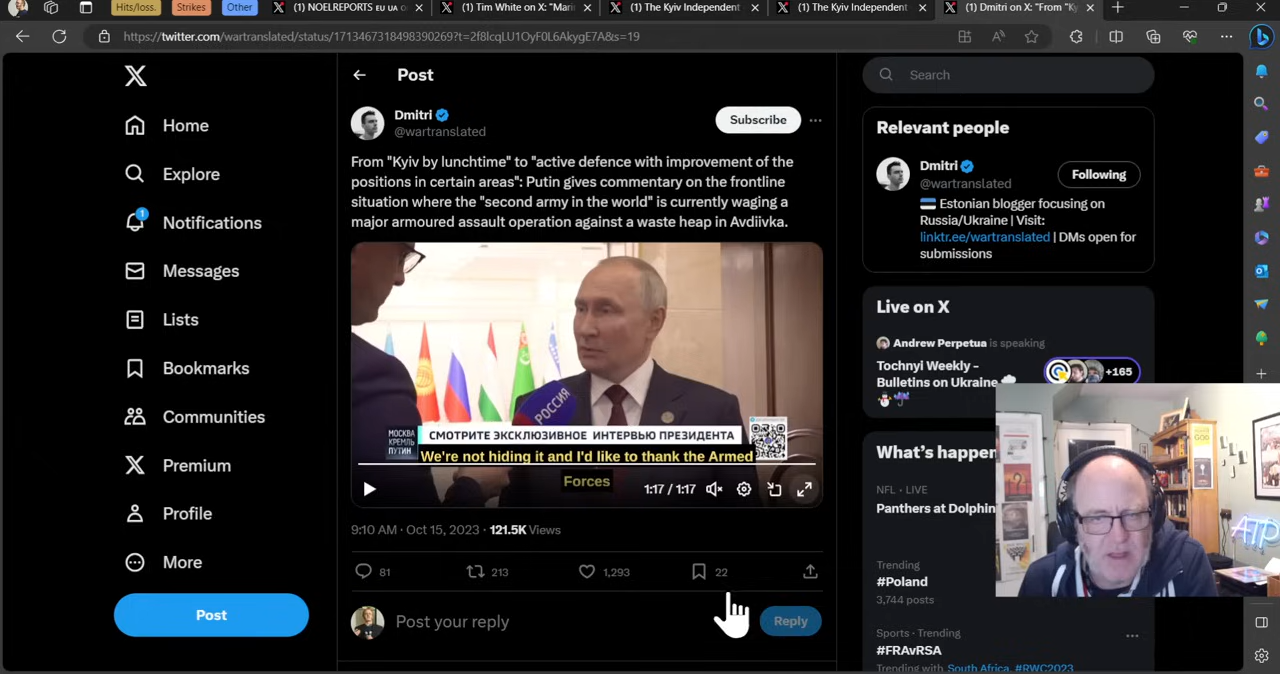 Hits/loss.
Strikes
Other
(1) NOELREPORTS EU UA
(1) Tim White on X: "Mari
(1) The Kyiv Independent
(1) The Kyiv Independent
Dmitri on X: "From "Ky
https://twitter.com/wartranslated/status/1713467318498390269?t=2f8lcqLU1OyF0L6AkygE7A&s=19
Home
Explore
1
Notifications
Messages
Lists
Bookmarks
Communities
Premium
Profile
More
Post
Post
Dmitri
@wartranslated
Subscribe
From "Kyiv by lunchtime" to "active defence with improvement of the
positions in certain areas": Putin gives commentary on the frontline
situation where the "second army in the world" is currently waging a
major armoured assault operation against a waste heap in Avdiivka.
РОССИЯ
МОСКВА
КРЕМЛЬ
ПУТИН
СМОТРИТЕ ЭКСКЛЮЗИВНОЕ ИНТЕРВЬЮ ПРЕЗИДЕНТА
We're not hiding it and I'd like to thank the Armed
Forces
1:17 / 1:17
9:10 AM · Oct 15, 2023 · 121.5K Views
81
213
1,293
22
Post your reply
Reply
Search
Relevant people
Dmitri
@wartranslated
Following
Estonian blogger focusing on
Russia/Ukraine | Visit:
linktr.ee/wartranslated | DMs open for
submissions
Live on X
Andrew Perpetua is speaking
Tochnyi Weekly -
Bulletins on Ukraine
+165
What's happen
NFL · LIVE
Panthers at Dolphin
Trending
#Poland
3,744 posts
Sports · Trending
#FRAvRSA
Trending with South Africa, #RWC2023
GOD
ATP